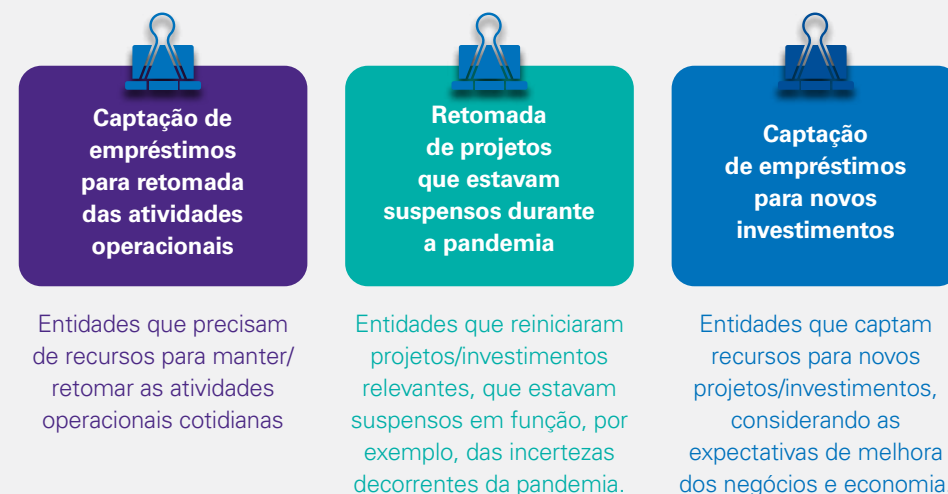 Captação de
empréstimos
para retomada
das atividades
operacionais
Entidades que precisam
de recursos para manter/
retomar as atividades
operacionais cotidianas
Retomada
de projetos
que estavam
suspensos durante
a pandemia
Entidades que reiniciaram
projetos/investimentos
relevantes, que estavam
suspensos em função, por
exemplo, das incertezas
decorrentes da pandemia.
Captação
de empréstimos
para novos
investimentos
Entidades que captam
recursos para novos
projetos/investimentos,
considerando as
expectativas de melhora
dos negócios e economia